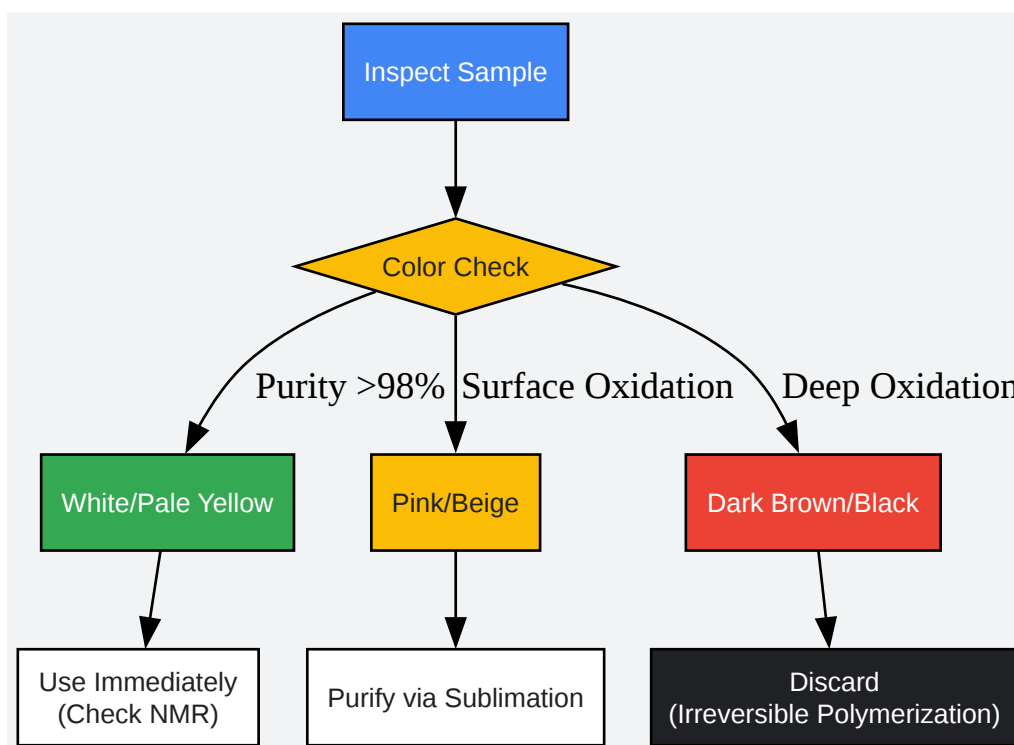 Inspect Sample
Color Check
Purity >98%
Surface Oxidation
Deep Oxidation
White/Pale Yellow
Pink/Beige
Dark Brown/Black
Use Immediately
(Check NMR)
Purify via Sublimation
Discard
(Irreversible Polymerization)